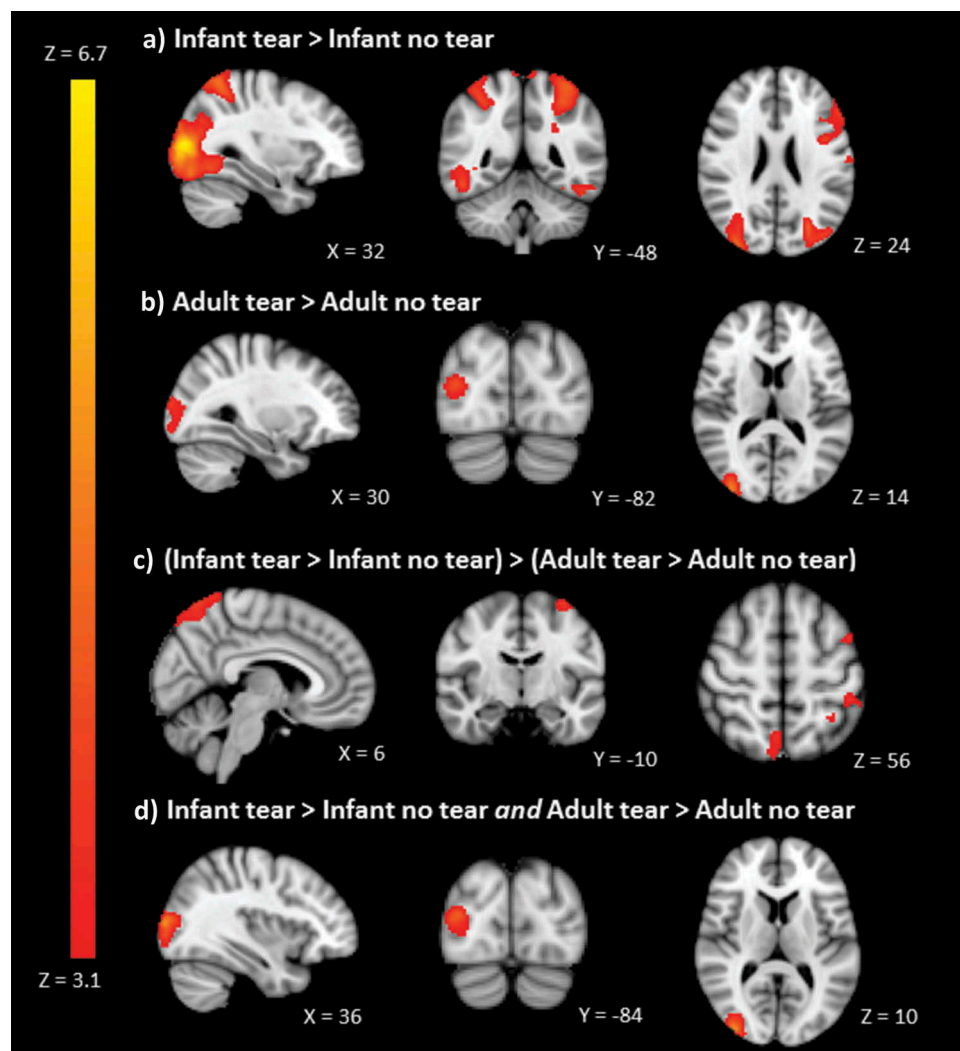 Z = 6.7
a) Infant tear > Infant no tear
X = 32
Y = -48
Z = 24
b) Adult tear > Adult no tear
X = 30
Y = -82
Z = 14
c) (Infant tear > Infant no tear) > (Adult tear > Adult no tear)
X = 6
Y = -10
Z = 56
d) Infant tear > Infant no tear and Adult tear > Adult no tear
Z = 3.1
X = 36
Y = -84
Z = 10